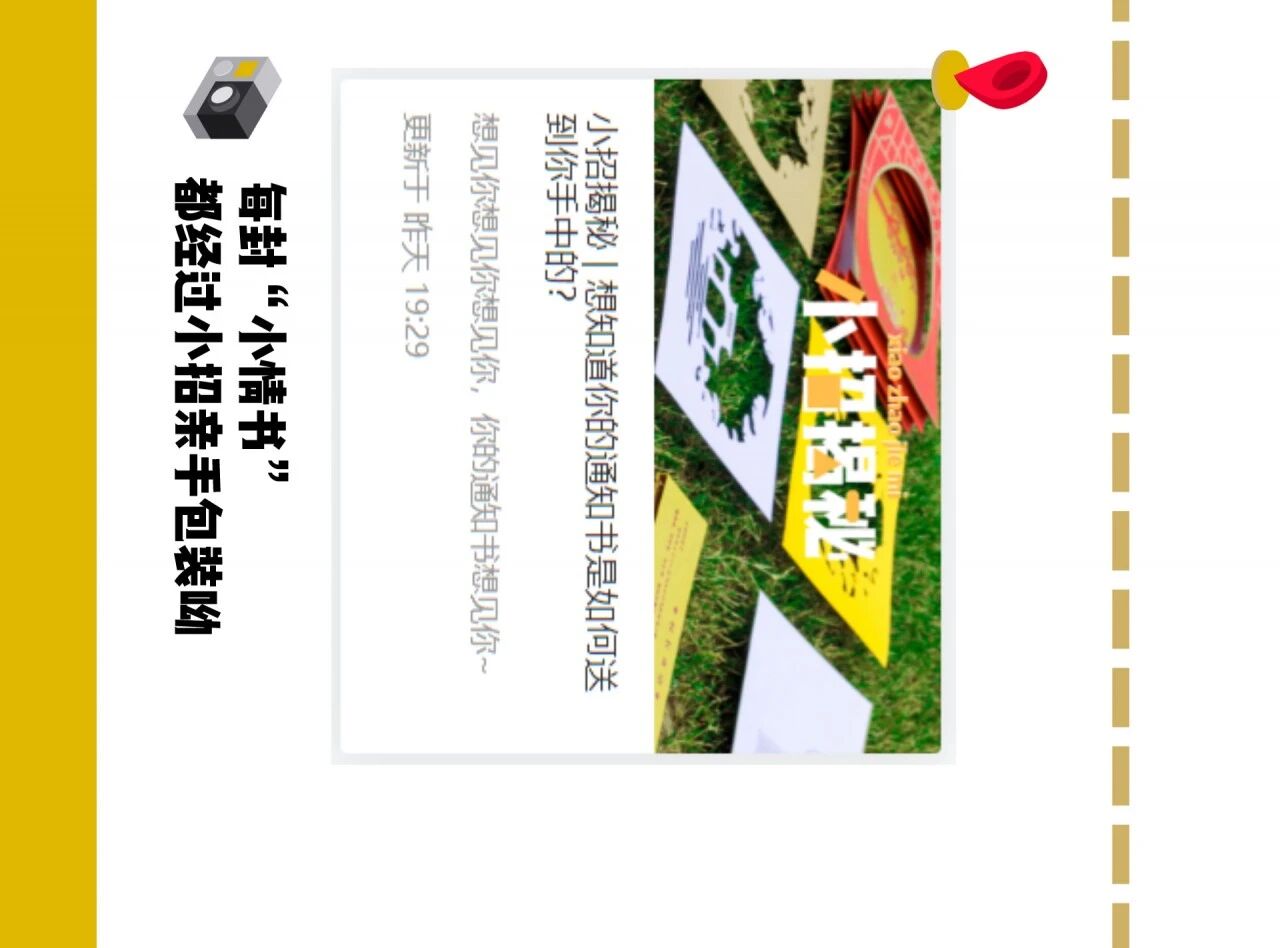 xiao zhao jie mi
小招揭秘
小招揭秘 | 想知道你的通知书是如何送
到你手中的?
想见你想见你想见你，你的通知书想见你~
更新于 昨天 19:29
每封“小情书”
都经过小招亲手包装呦